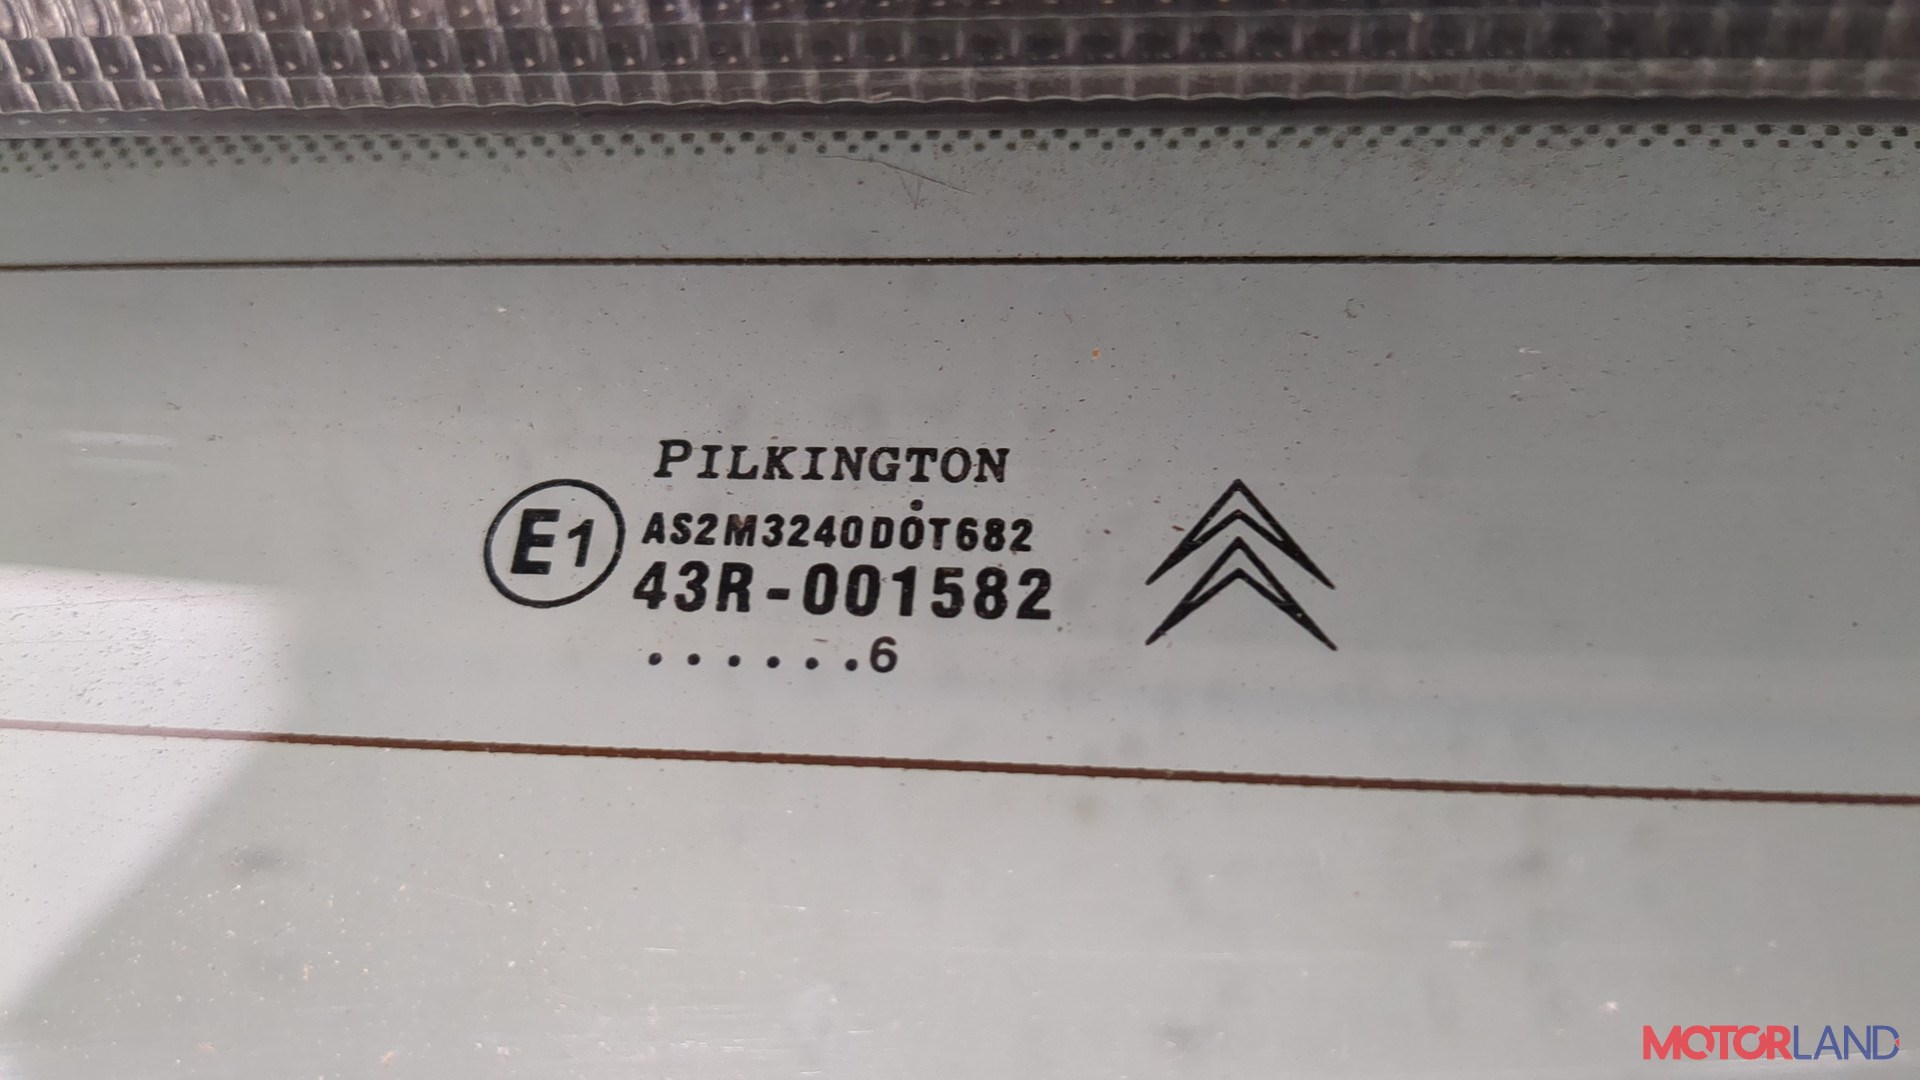 PILKINGTON
E1
AS2M3240DOT682
43R-001582
. . . . . . 6
MOTORLAND